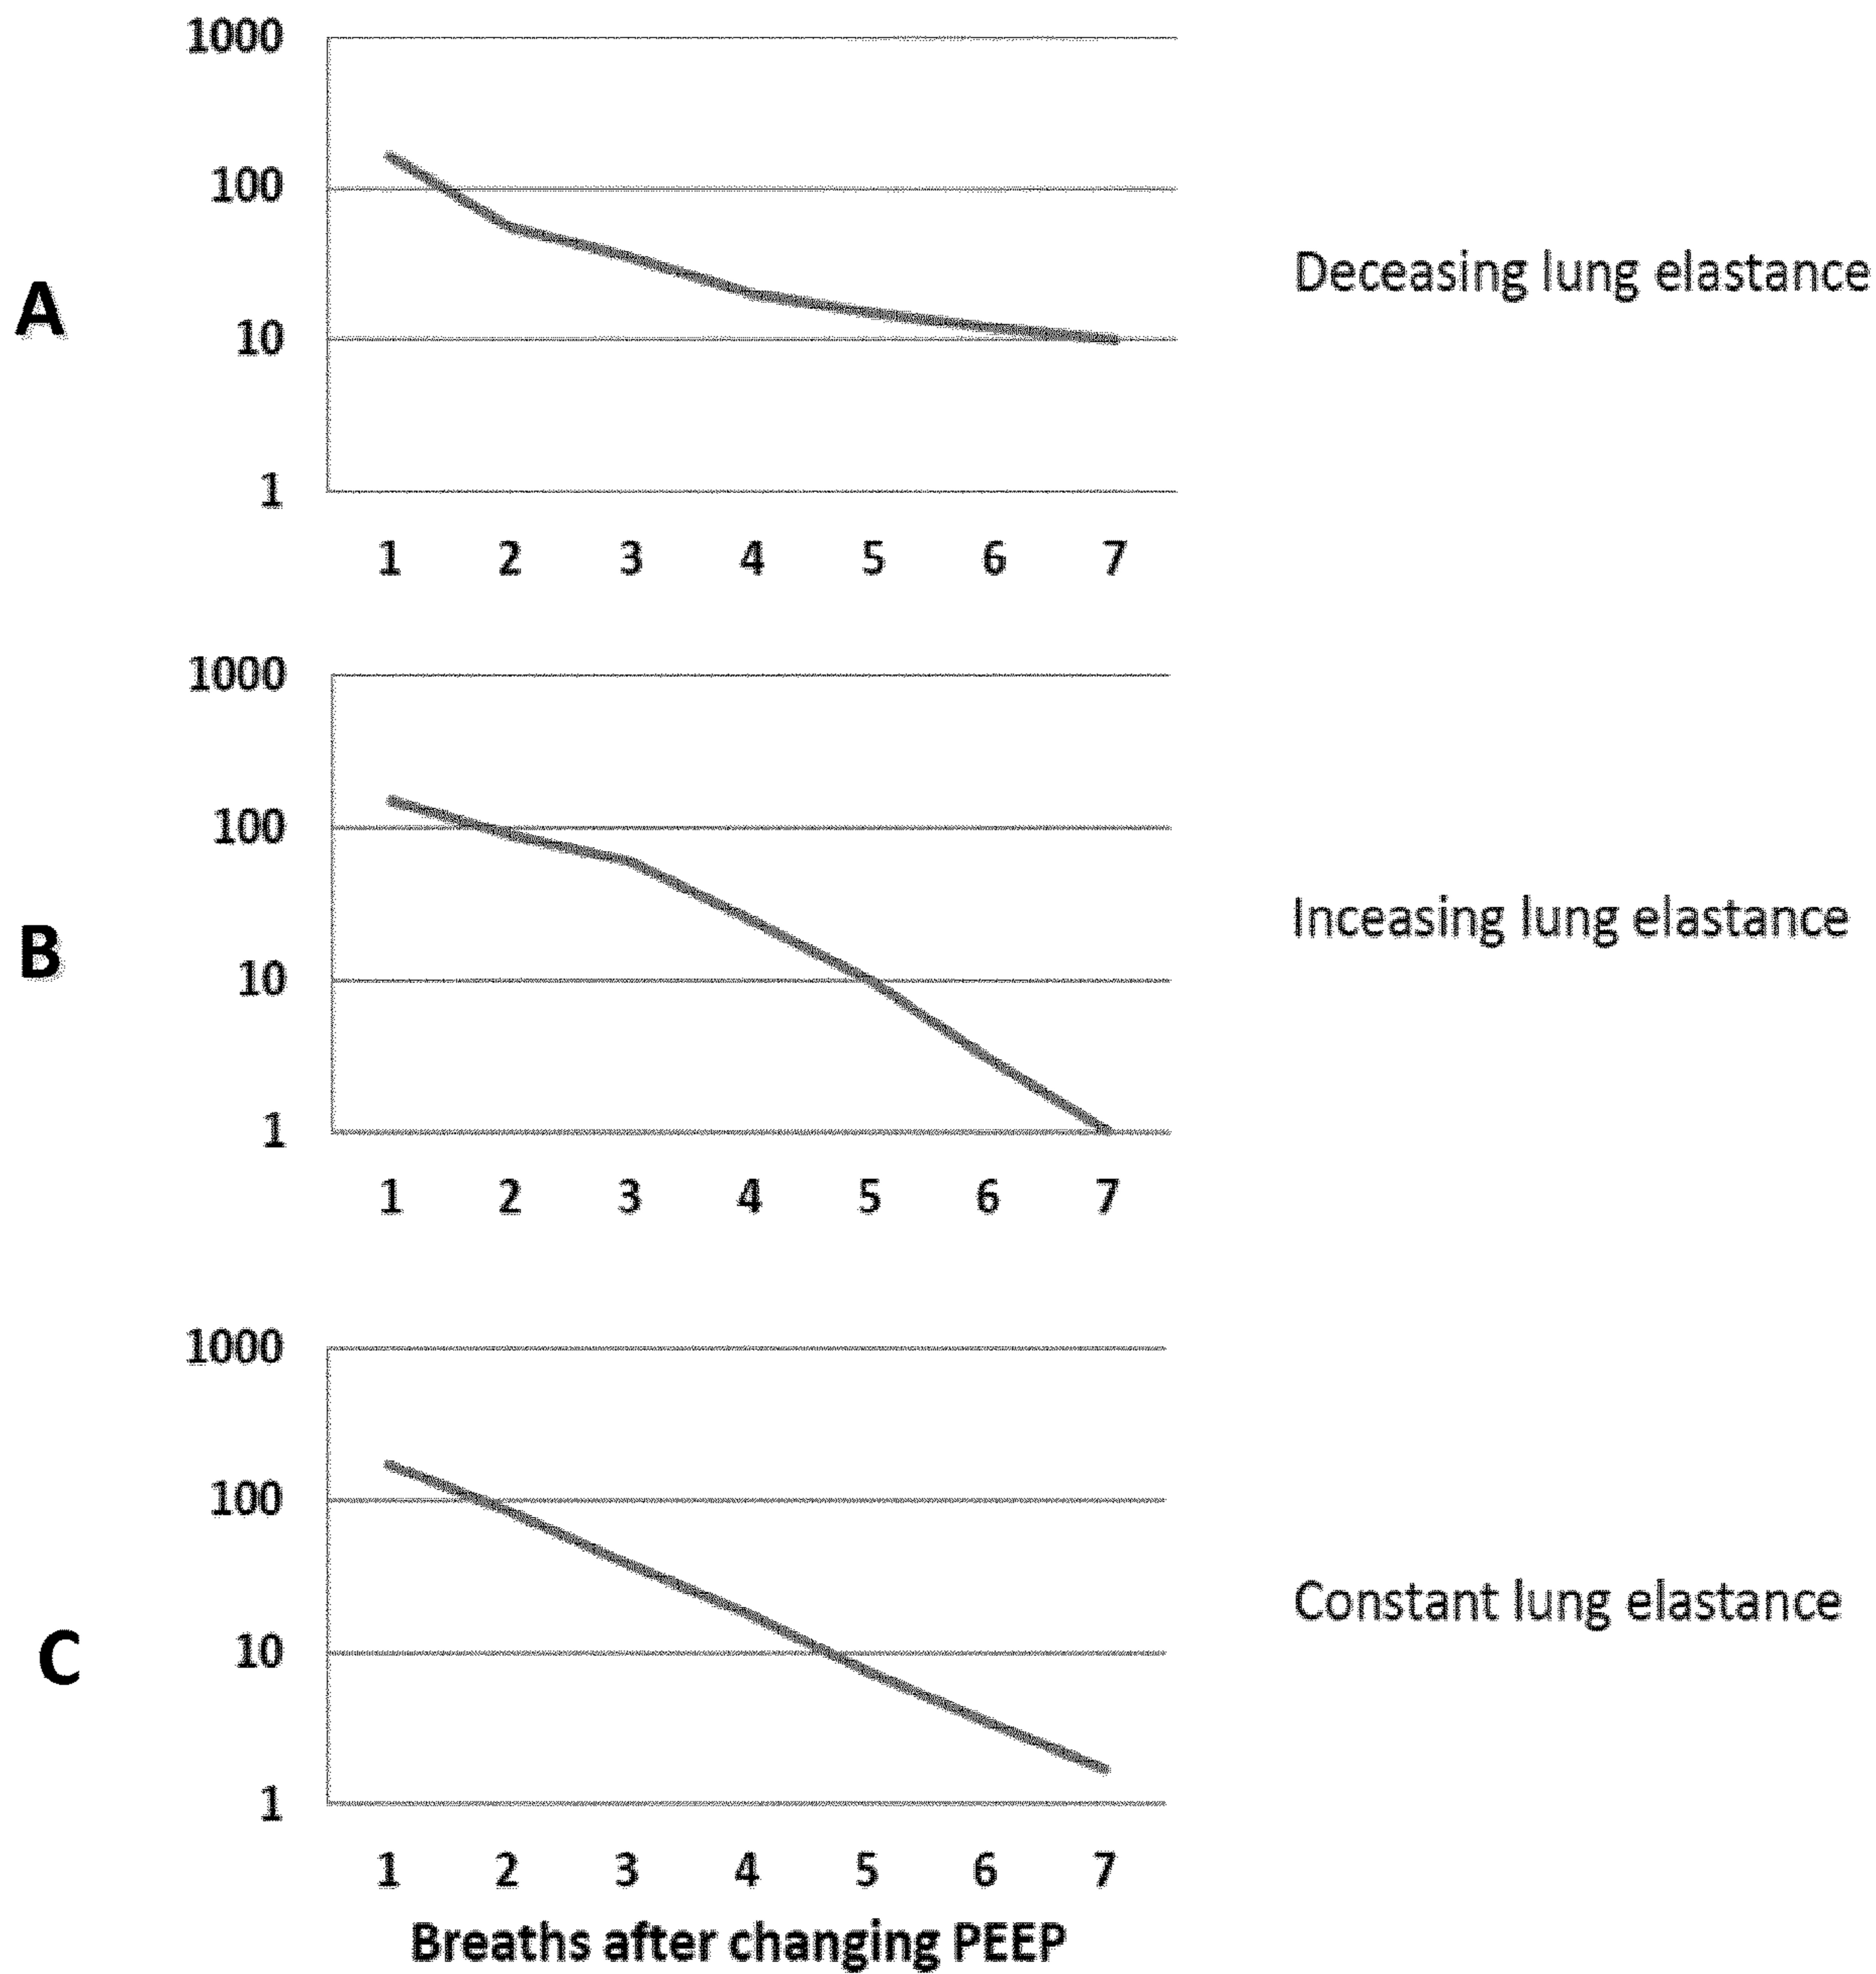 1000
100
10
1
A
Deceasing lung elastance
1 2 3 4 5 6 7
1000
100
10
1
B
Inceasing lung elastance
1 2 3 4 5 6 7
1000
100
10
1
C
Constant lung elastance
1 2 3 4 5 6 7
Breaths after changing PEEP